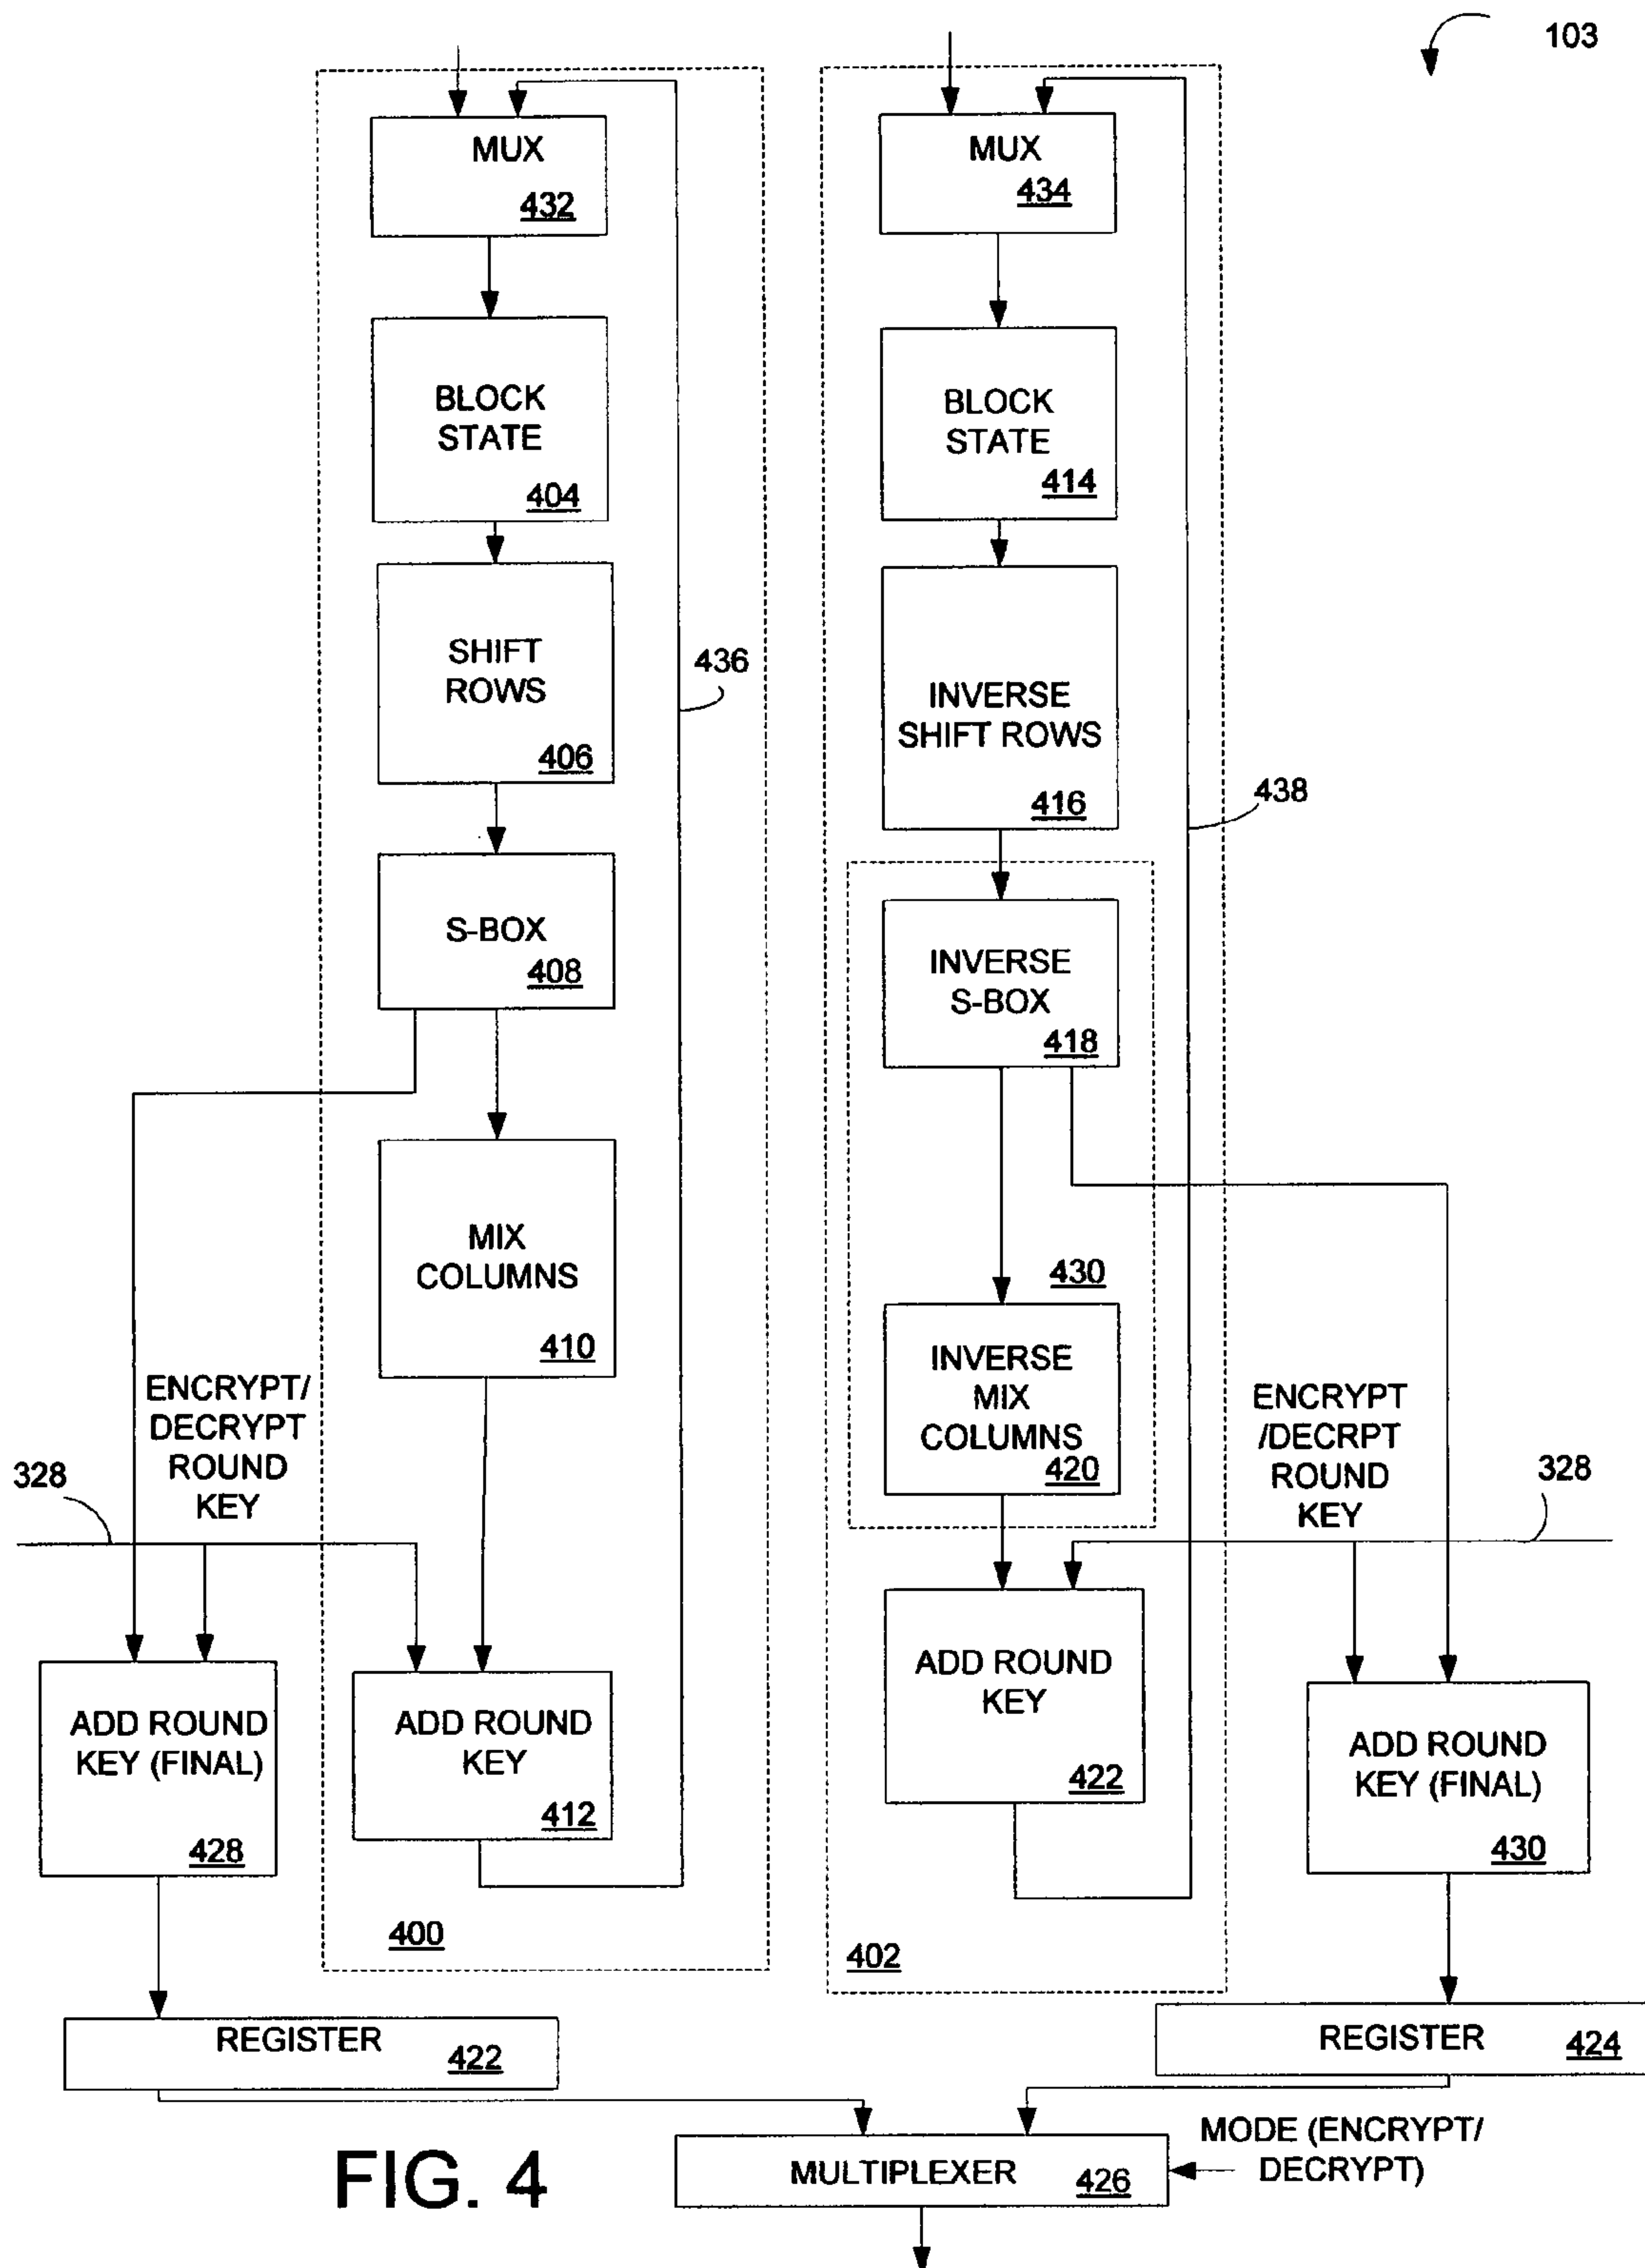 103
MUX
432
MUX
434
BLOCK
STATE
404
BLOCK
STATE
414
SHIFT
ROWS
406
436
INVERSE
SHIFT ROWS
416
438
S-BOX
408
INVERSE
S-BOX
418
MIX
COLUMNS
410
430
INVERSE
MIX
COLUMNS
420
ENCRYPT/
DECRYPT
ROUND
KEY
328
ENCRYPT
/DECRPT
ROUND
KEY
328
ADD ROUND
KEY (FINAL)
428
ADD ROUND
KEY
412
ADD ROUND
KEY
422
ADD ROUND
KEY (FINAL)
430
400
402
REGISTER
422
REGISTER
424
MULTIPLEXER
426
MODE (ENCRYPT/
DECRYPT)
FIG. 4